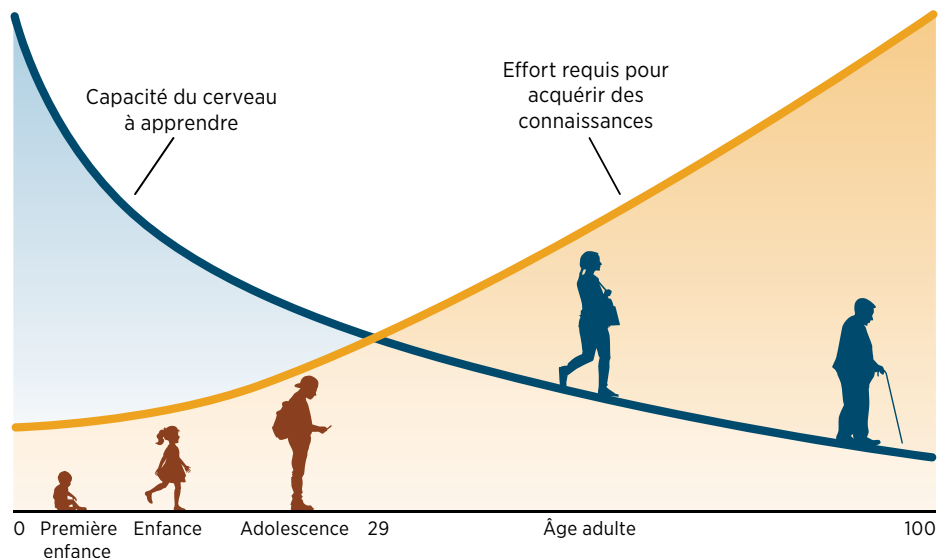 Capacité du cerveau
à apprendre
Effort requis pour
acquérir des
connaissances
0 Première Enfance Adolescence 29 Âge adulte 100
enfance